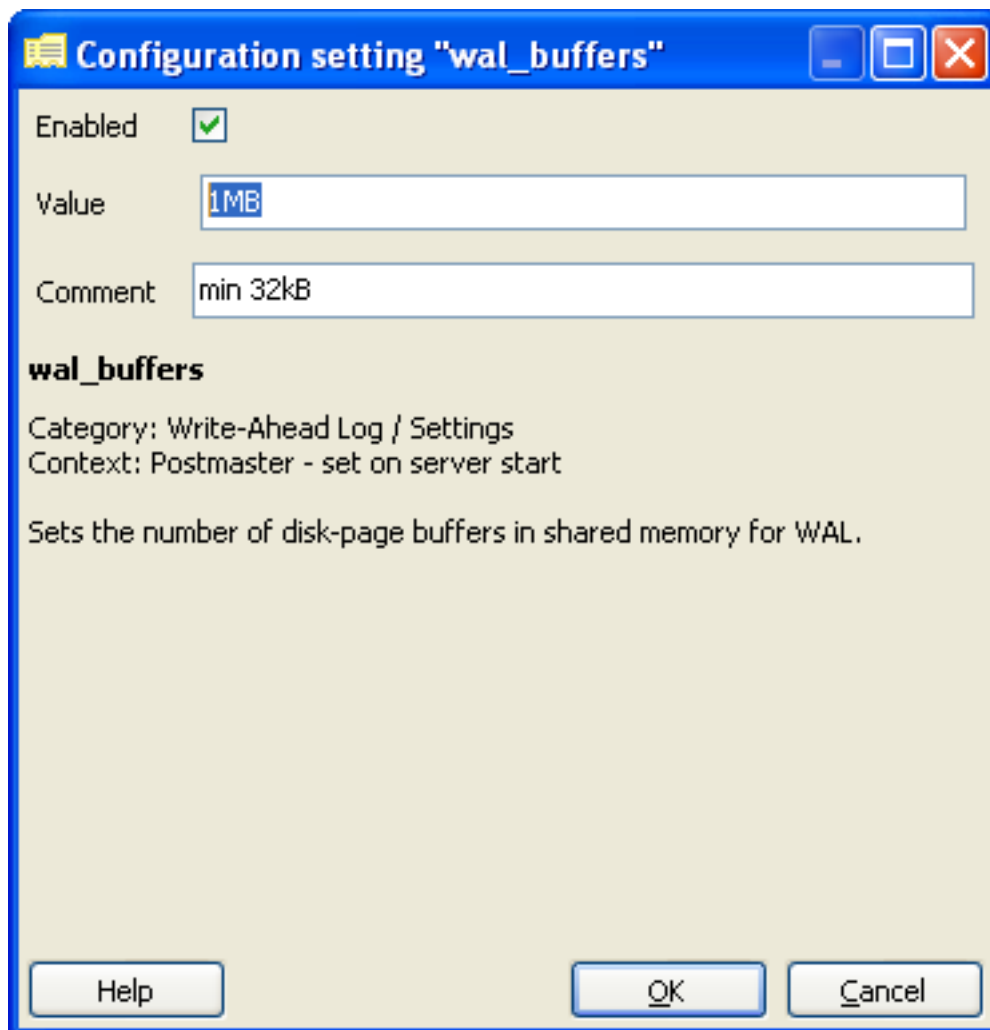 Configuration setting "wal_buffers"
Enabled
Value 1MB
Comment min 32kB
wal_buffers
Category: Write-Ahead Log / Settings
Context: Postmaster - set on server start
Sets the number of disk-page buffers in shared memory for WAL.
Help OK Cancel